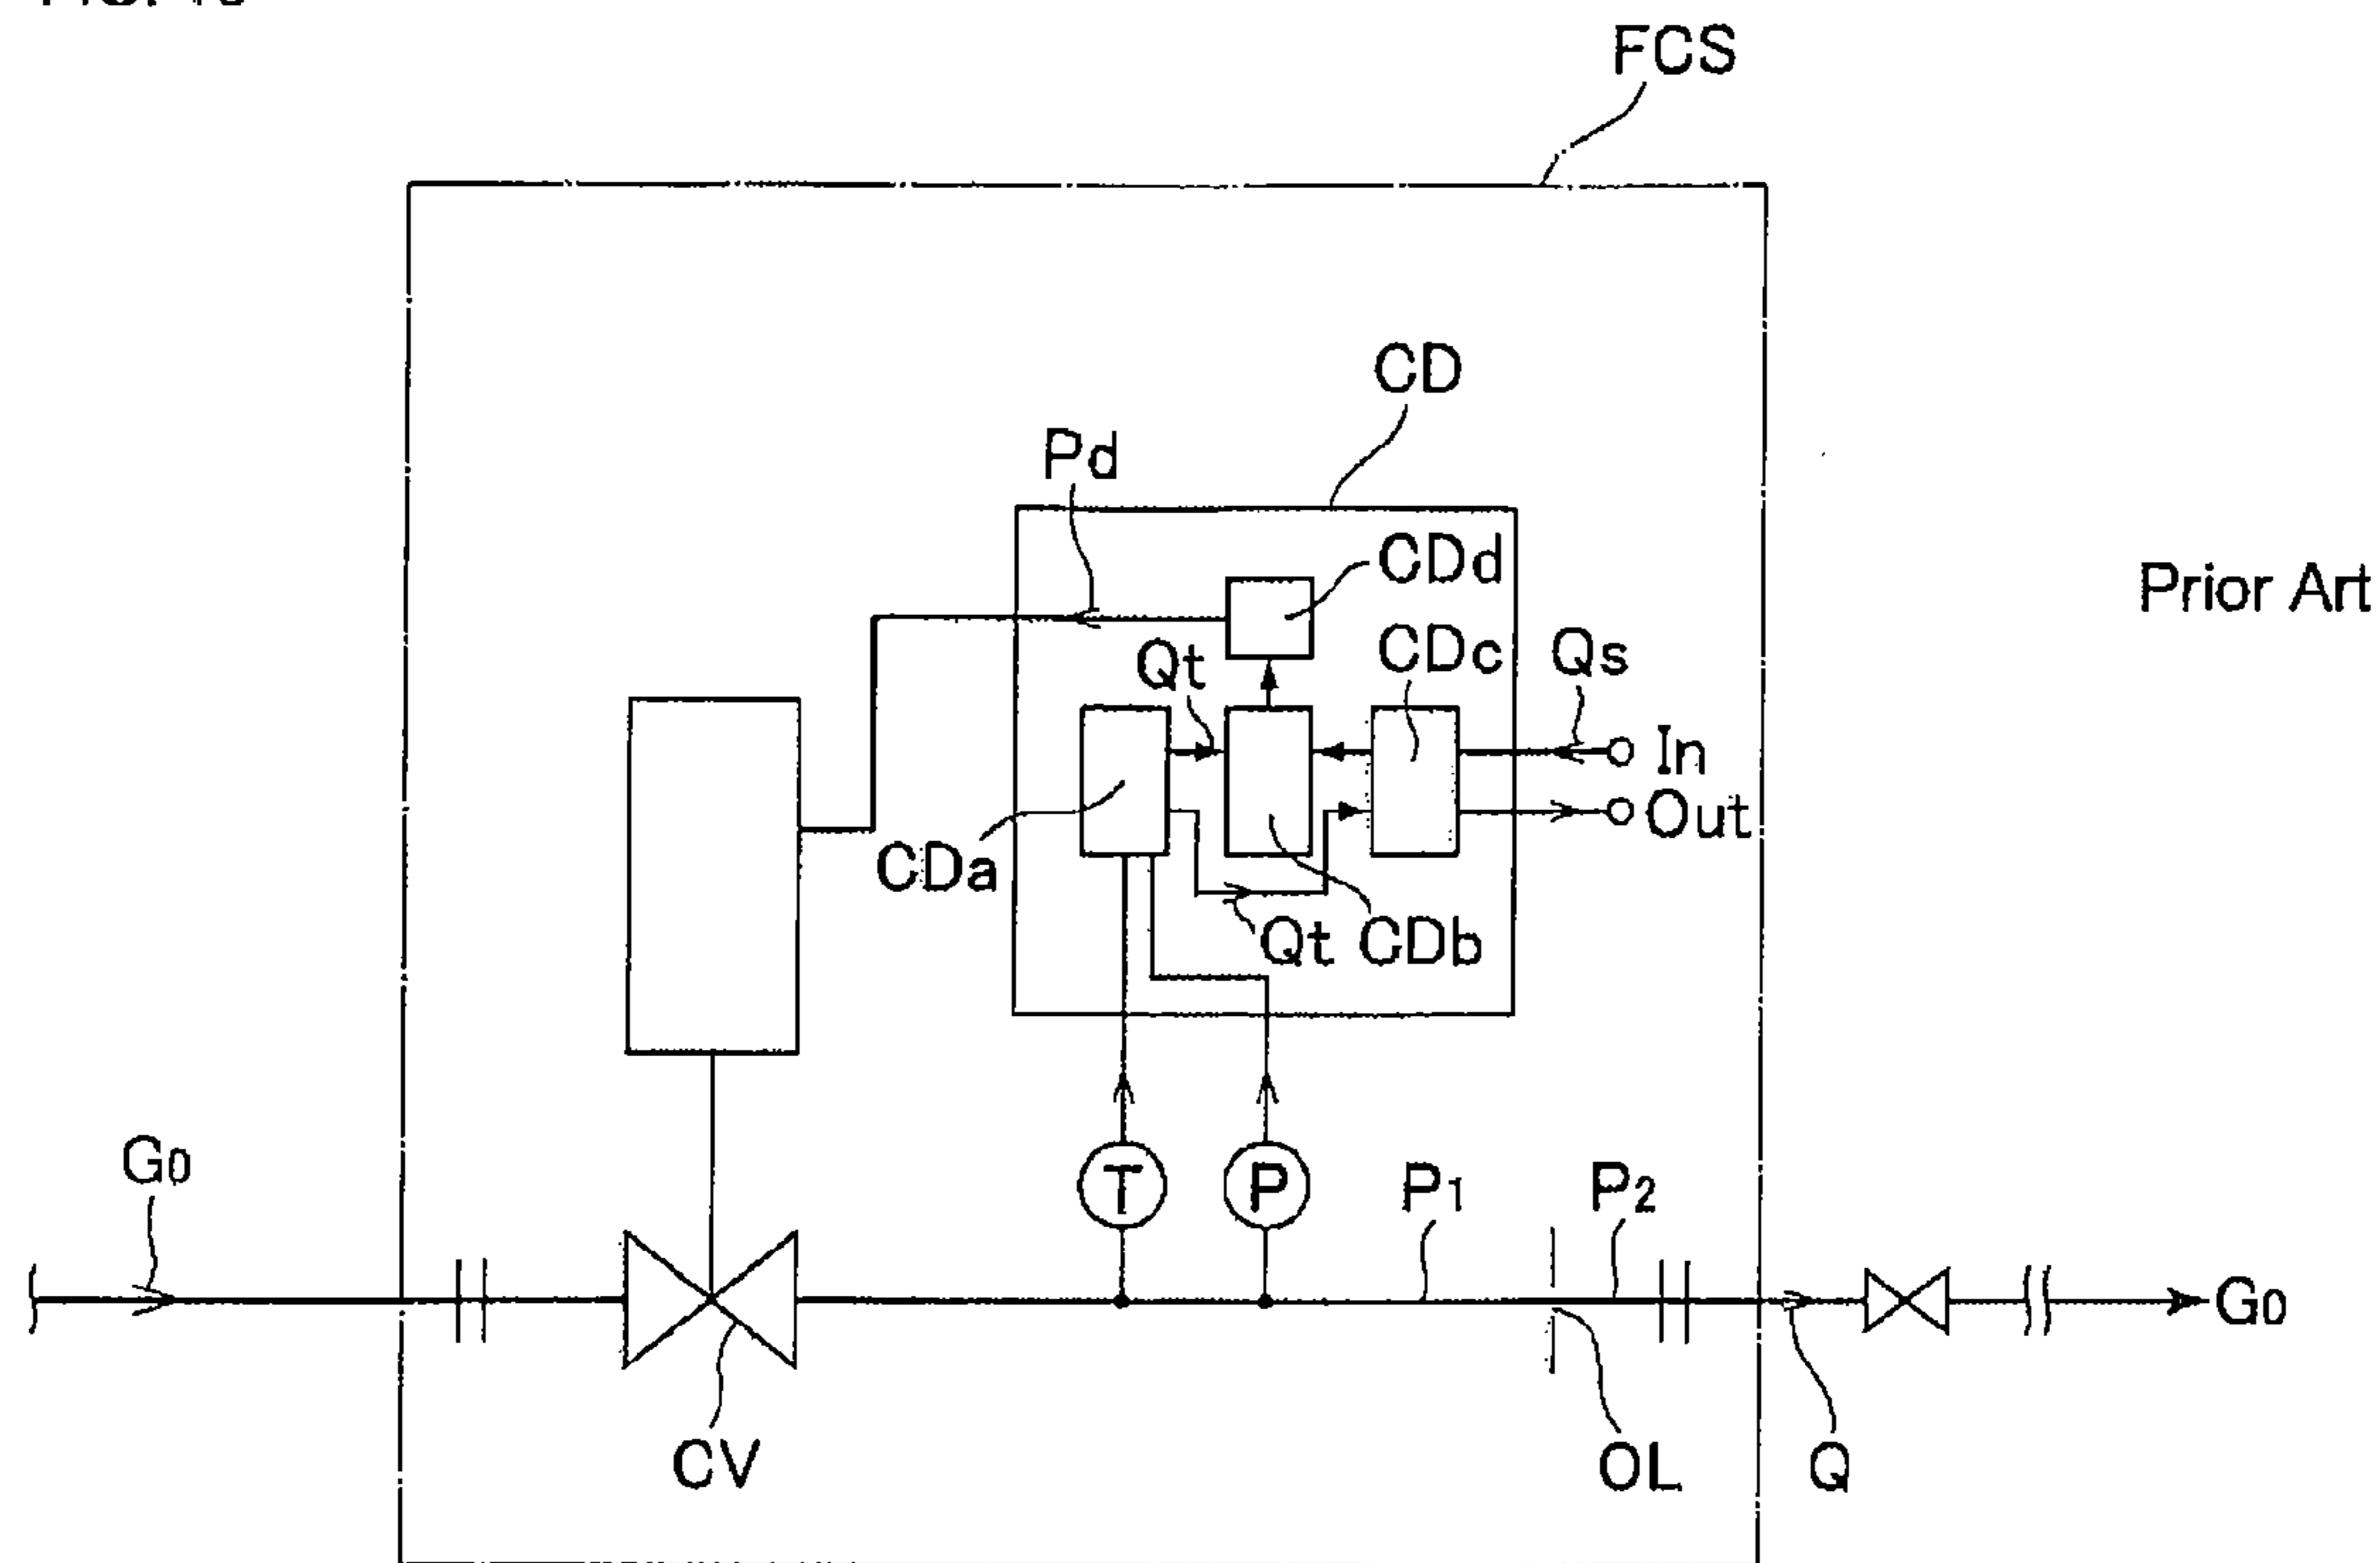 FCS
CD
Pd
CDd
Prior Art
Qt
CDc
Qs
In
Out
CDa
Qt
CDb
G0
T
P
P1
P2
G0
CV
OL
Q